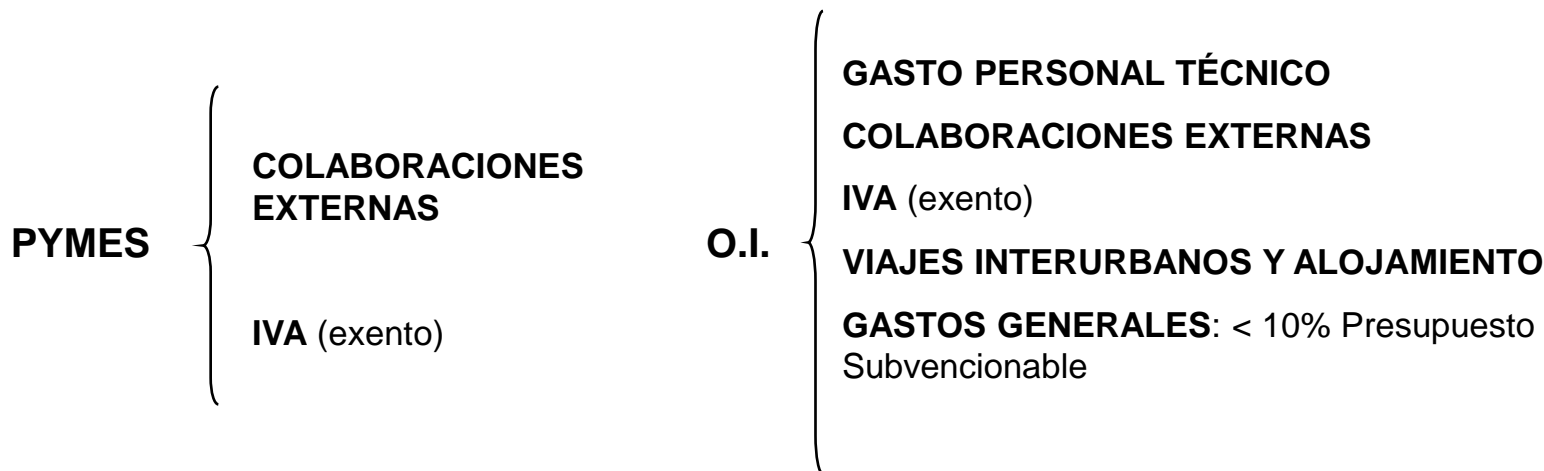 PYMES
COLABORACIONES
EXTERNAS
IVA (exento)
O.I.
GASTO PERSONAL TÉCNICO
COLABORACIONES EXTERNAS
IVA (exento)
VIAJES INTERURBANOS Y ALOJAMIENTO
GASTOS GENERALES: < 10% Presupuesto
Subvencionable